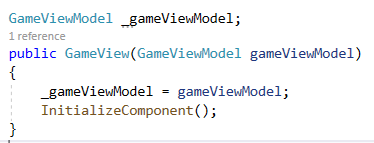 GameViewModel _gameViewModel;
1 reference
public GameView(GameViewModel gameViewModel)
{
_gameViewModel = gameViewModel;
InitializeComponent();
}